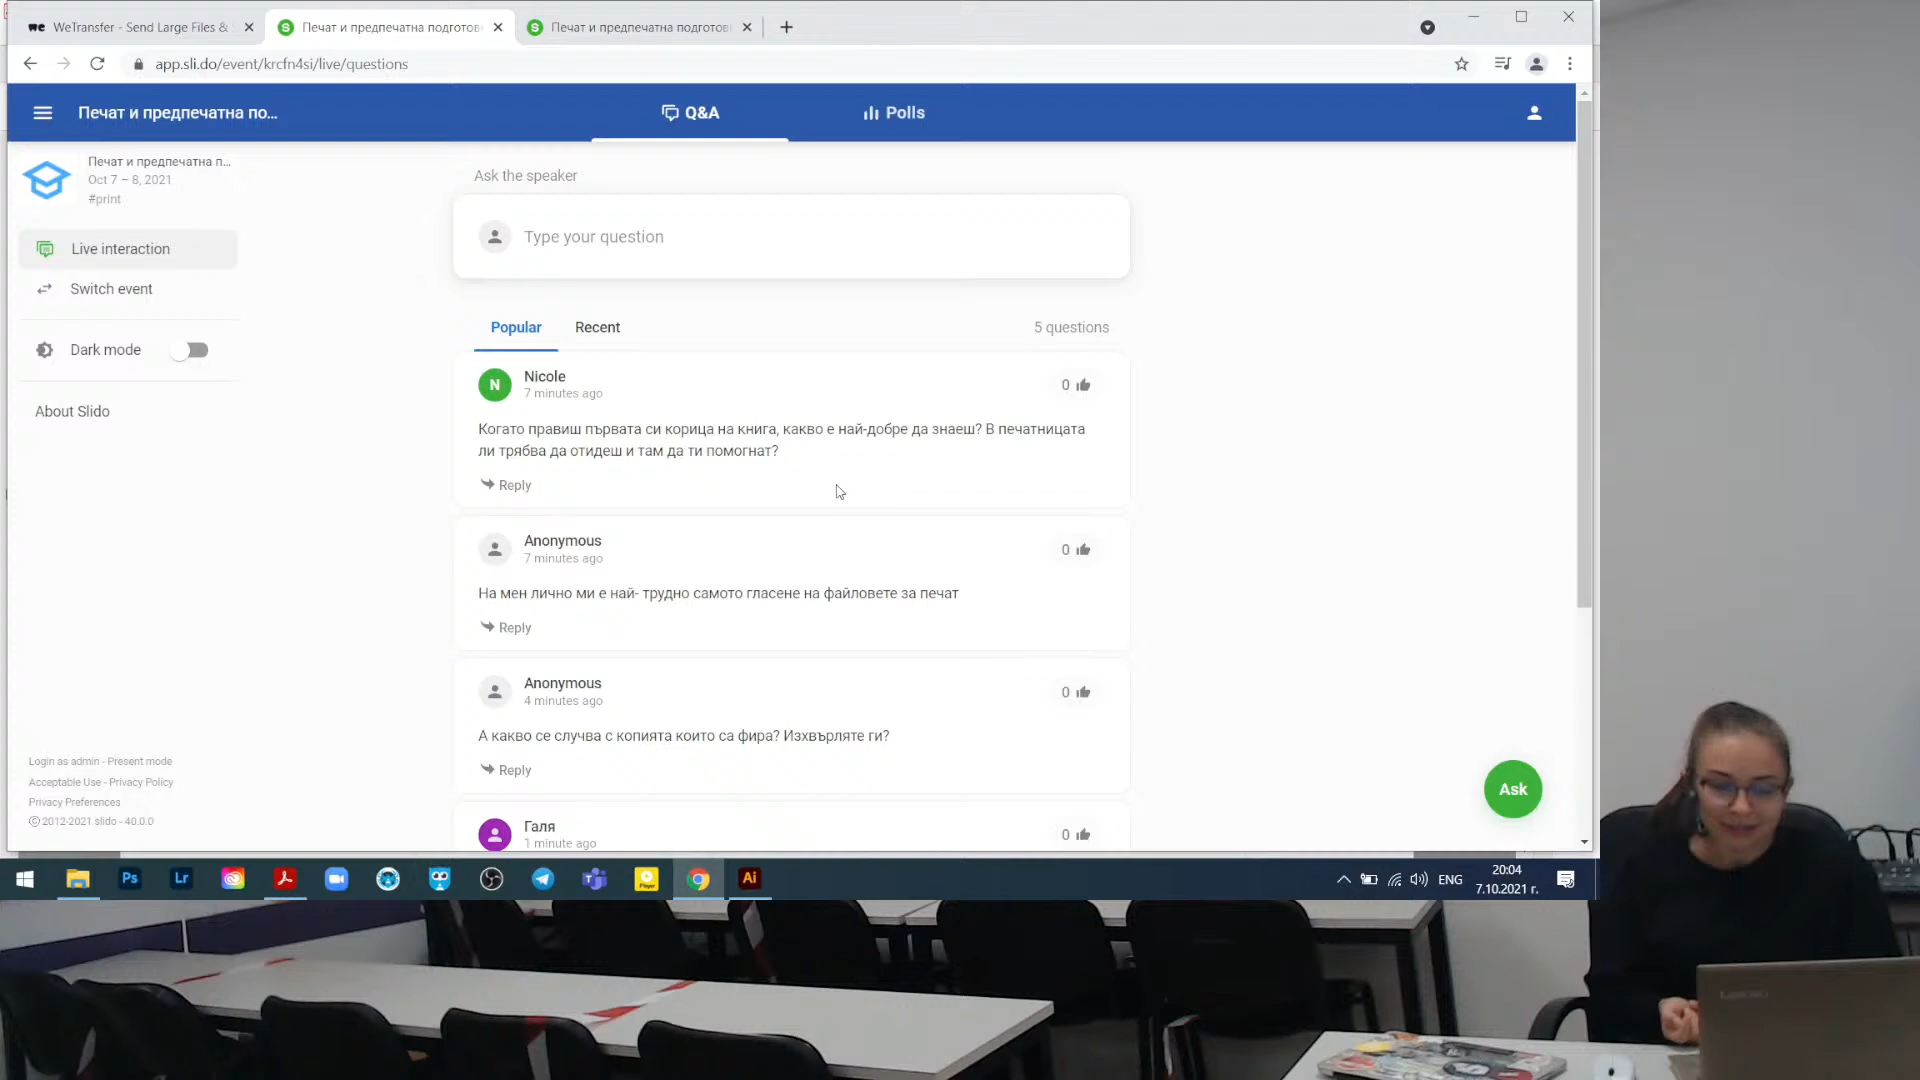 WeTransfer - Send Large Files &
Печат и предпечатна подготов
Печат и предпечатна подготов
app.sli.do/event/krcfn4si/live/questions
Печат и предпечатна по...
Q&A
Polls
Печат и предпечатна п...
Oct 7 – 8, 2021
#print
Live interaction
Switch event
Dark mode
About Slido
Ask the speaker
Type your question
Popular
Recent
5 questions
N
Nicole
7 minutes ago
0
Когато правиш първата си корица на книга, какво е най-добре да знаеш? В печатницата
ли трябва да отидеш и там да ти помогнат?
Reply
Anonymous
7 minutes ago
0
На мен лично ми е най- трудно самото гласене на файловете за печат
Reply
Anonymous
4 minutes ago
0
А какво се случва с копията които са фира? Изхвърляте ги?
Reply
Галя
1 minute ago
0
Ask
Login as admin - Present mode
Acceptable Use - Privacy Policy
Privacy Preferences
© 2012-2021 slido - 40.0.0
Ps
Lr
Player
Ai
ENG
20:04
7.10.2021 г.
Lenovo